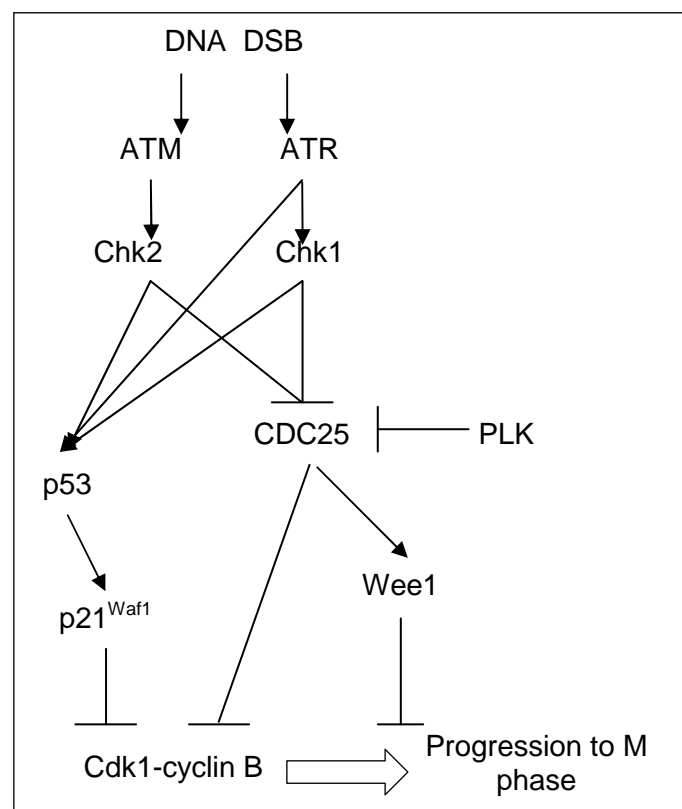 DNA DSB
ATM ATR
Chk2 Chk1
CDC25 PLK
p53
Wee1
p21Waf1
Cdk1-cyclin B
Progression to M
phase